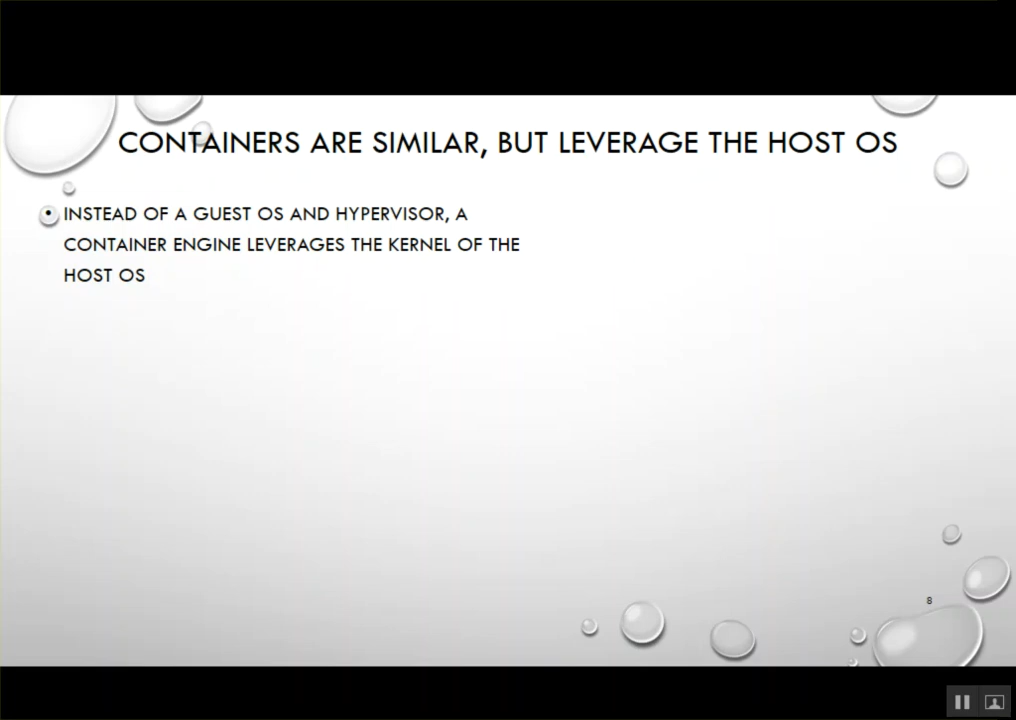 CONTAINERS ARE SIMILAR, BUT LEVERAGE THE HOST OS
• INSTEAD OF A GUEST OS AND HYPERVISOR, A
CONTAINER ENGINE LEVERAGES THE KERNEL OF THE
HOST OS
8